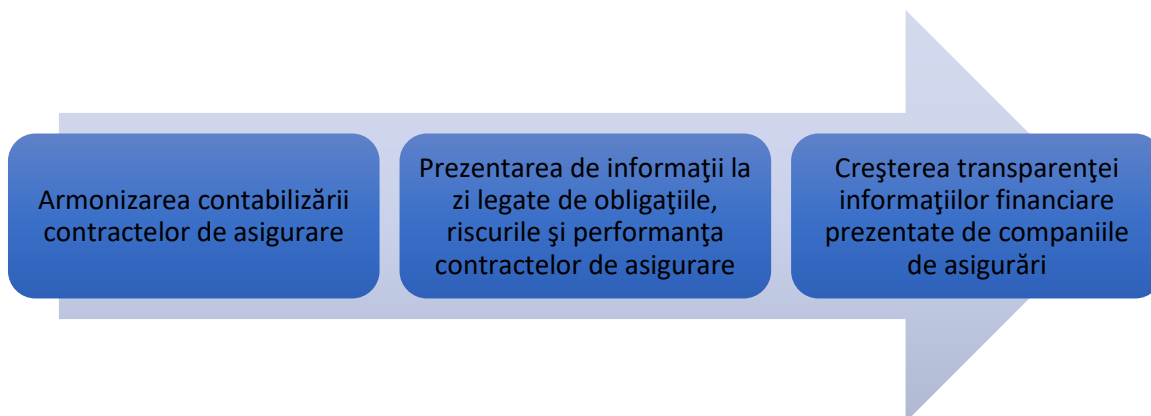 Armonizarea contabilizării
contractelor de asigurare
Prezentarea de informaţii la
zi legate de obligaţiile,
riscurile şi performanţa
contractelor de asigurare
Creşterea transparenţei
informaţiilor financiare
prezentate de companiile
de asigurări